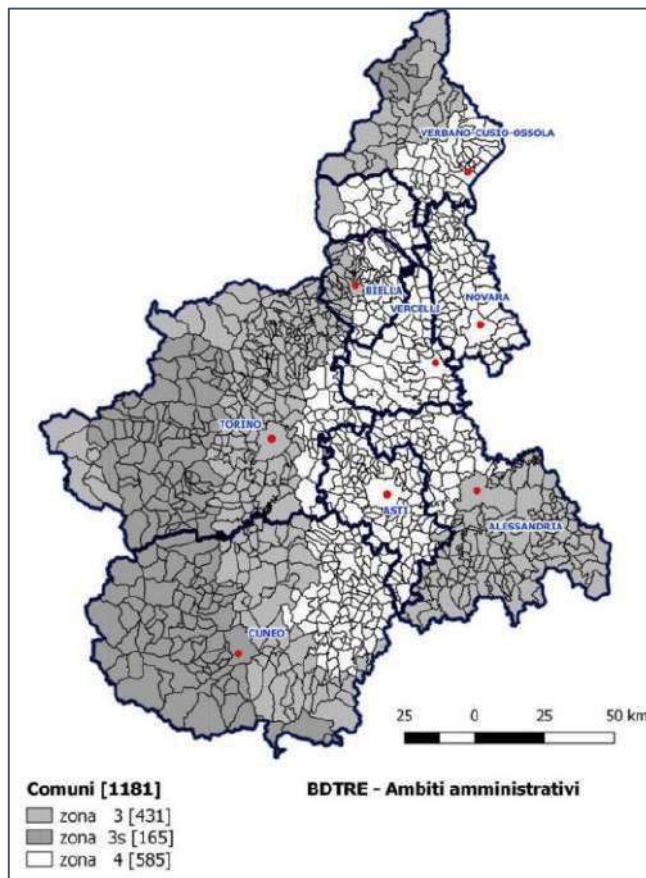 VERBANO-CUSIO-OSSOLA
BIELLA
NOVARA
VERCELLI
TORINO
ASTI
ALESSANDRIA
CUNEO
25 0 25 50 km
Comuni [1181]
BDTRE - Ambiti amministrativi
zona 3 [431]
zona 3s [165]
zona 4 [585]